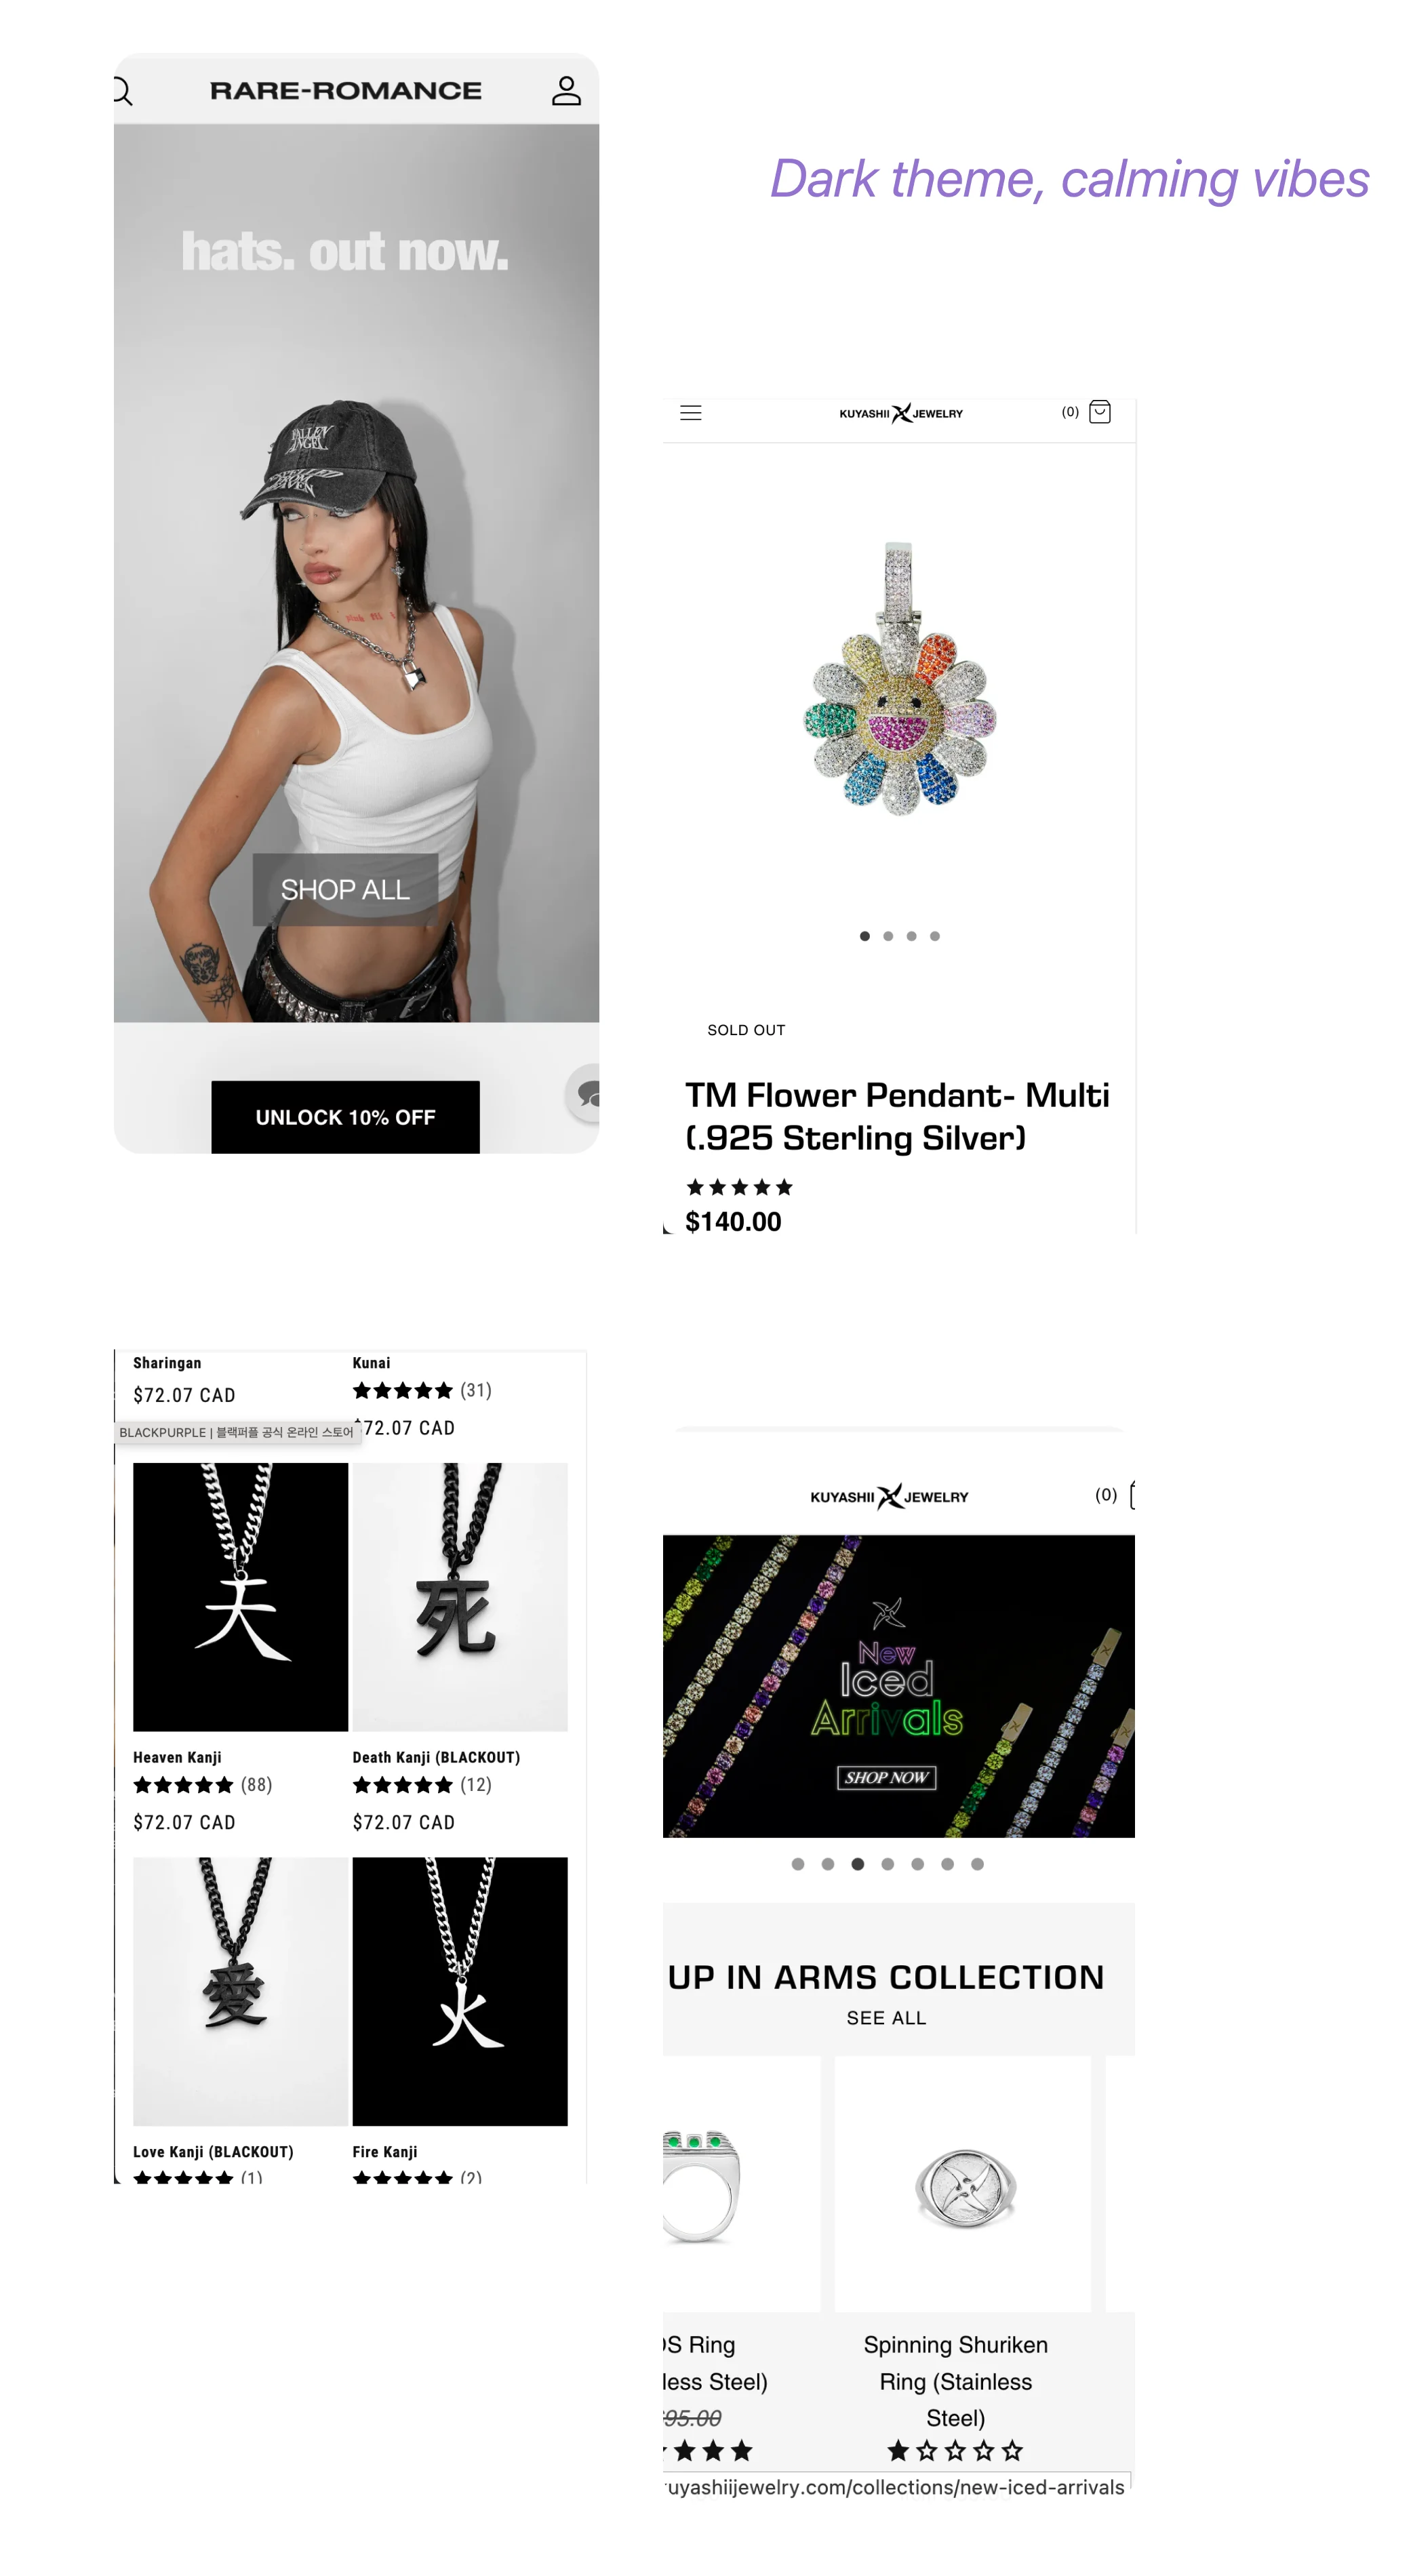 RARE-ROMANCE
hats. out now.
FALLEN
ANGEL
EXPELLED
FROM
HEAVEN
SHOP ALL
UNLOCK 10% OFF
Dark theme, calming vibes
KUYASHII JEWELRY
(0)
SOLD OUT
TM Flower Pendant- Multi
(.925 Sterling Silver)
$140.00
Sharingan
$72.07 CAD
Kunai
(31)
$72.07 CAD
BLACKPURPLE | 블랙퍼플 공식 온라인 스토어
天
死
Heaven Kanji
(88)
$72.07 CAD
Death Kanji (BLACKOUT)
(12)
$72.07 CAD
愛
火
Love Kanji (BLACKOUT)
(1)
Fire Kanji
(2)
KUYASHII JEWELRY
(0)
New
Iced
Arrivals
SHOP NOW
UP IN ARMS COLLECTION
SEE ALL
S Ring
less Steel)
95.00
Spinning Shuriken
Ring (Stainless
Steel)
uyashiijewelry.com/collections/new-iced-arrivals